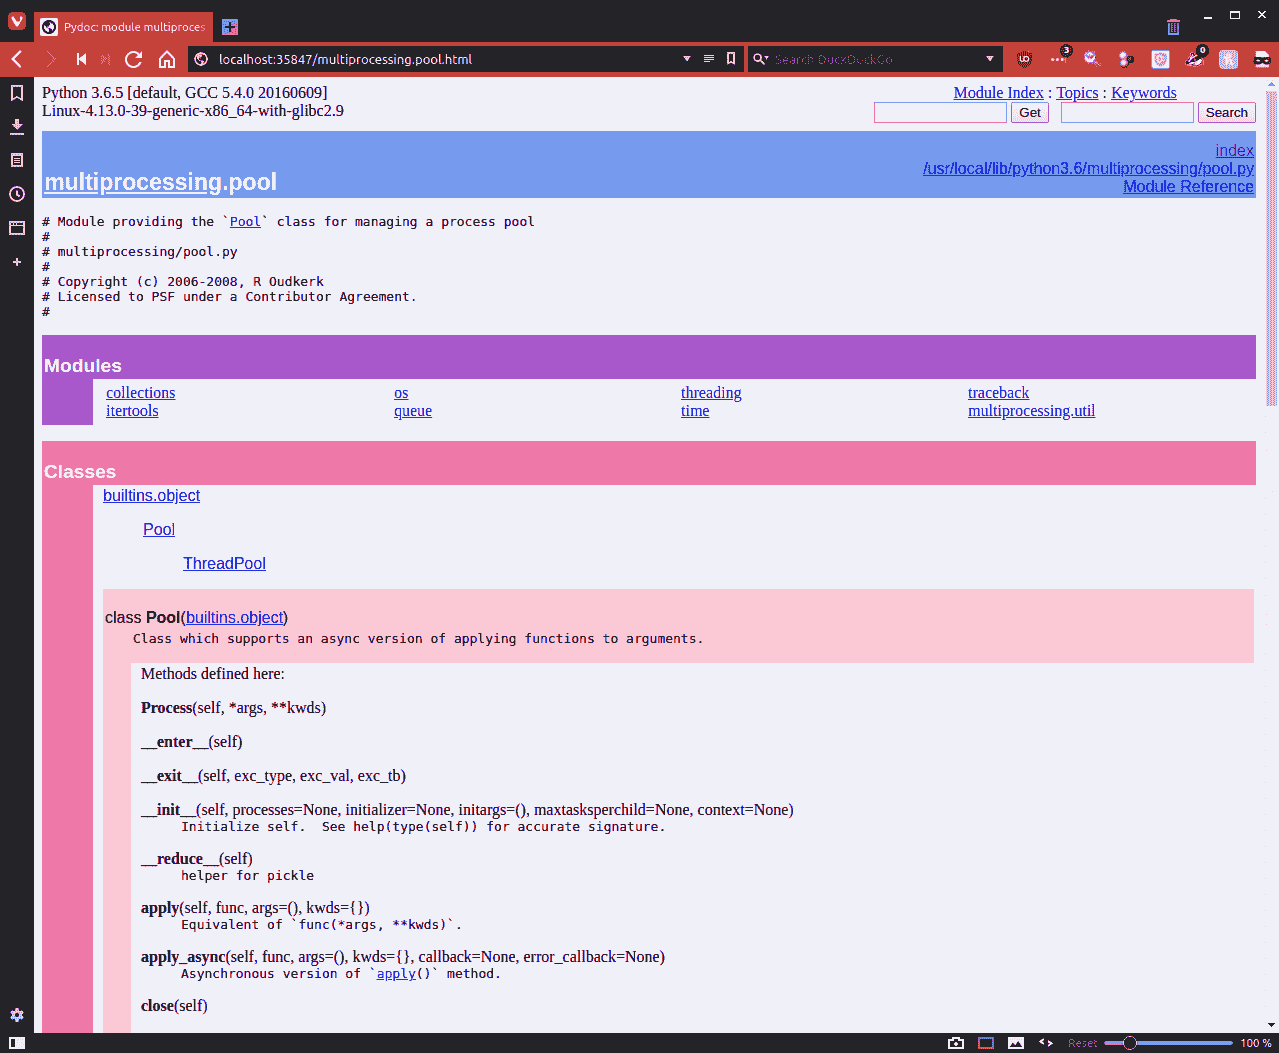 Pydoc: module multiproces
localhost:35847/multiprocessing.pool.html
Search DuckDuckGo
3
0
Python 3.6.5 [default, GCC 5.4.0 20160609]
Linux-4.13.0-39-generic-x86_64-with-glibc2.9
Module Index : Topics : Keywords
Get
Search
multiprocessing.pool
index
/usr/local/lib/python3.6/multiprocessing/pool.py
Module Reference
# Module providing the `Pool` class for managing a process pool
#
# multiprocessing/pool.py
#
# Copyright (c) 2006-2008, R Oudkerk
# Licensed to PSF under a Contributor Agreement.
#
Modules
collections os threading traceback
itertools queue time multiprocessing.util
Classes
builtins.object
Pool
ThreadPool
class Pool(builtins.object)
Class which supports an async version of applying functions to arguments.
Methods defined here:
Process(self, *args, **kwds)
__enter__(self)
__exit__(self, exc_type, exc_val, exc_tb)
__init__(self, processes=None, initializer=None, initargs=(), maxtasksperchild=None, context=None)
Initialize self.  See help(type(self)) for accurate signature.
__reduce__(self)
helper for pickle
apply(self, func, args=(), kwds={})
Equivalent of `func(*args, **kwds)`.
apply_async(self, func, args=(), kwds={}, callback=None, error_callback=None)
Asynchronous version of `apply()` method.
close(self)
Reset
100 %